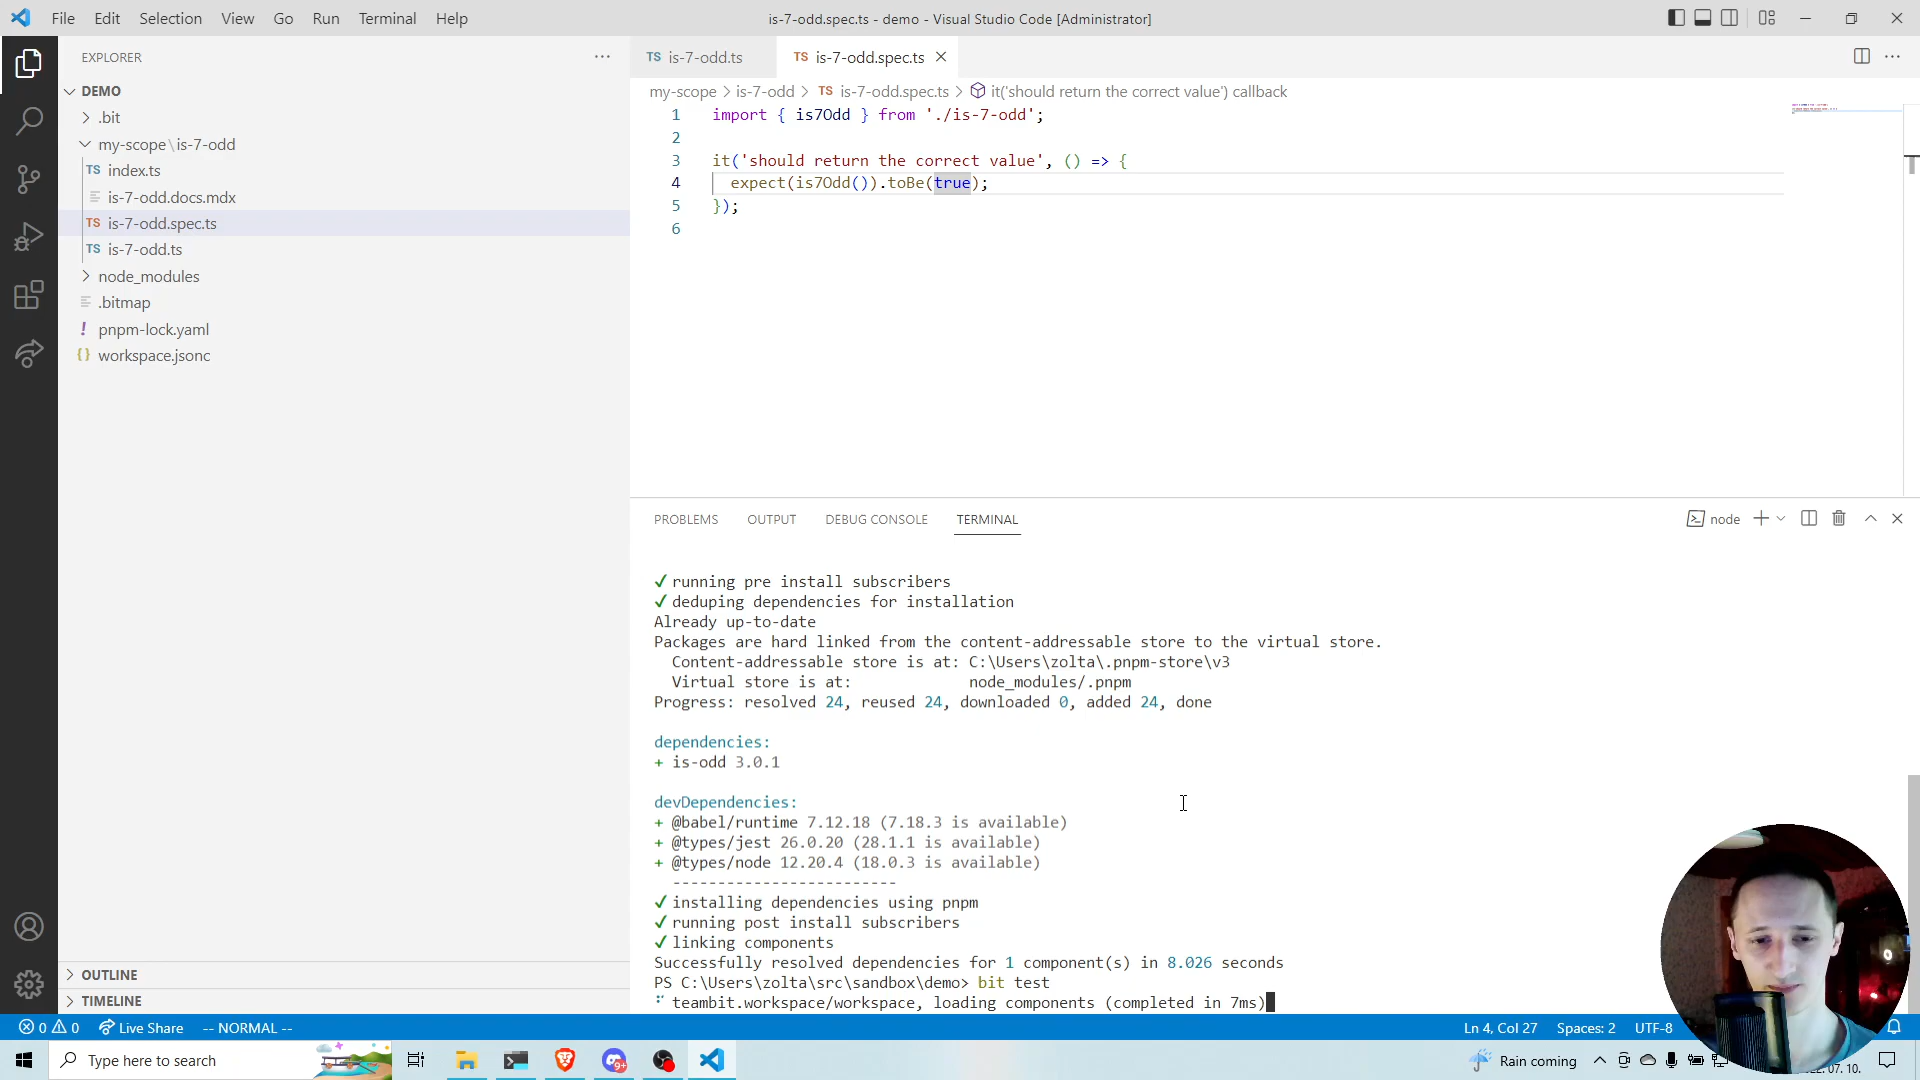 File Edit Selection View Go Run Terminal Help
is-7-odd.spec.ts - demo - Visual Studio Code [Administrator]
EXPLORER
DEMO
.bit
my-scope\is-7-odd
TS index.ts
is-7-odd.docs.mdx
TS is-7-odd.spec.ts
TS is-7-odd.ts
node_modules
.bitmap
! pnpm-lock.yaml
{} workspace.jsonc
OUTLINE
TIMELINE
TS is-7-odd.ts
TS is-7-odd.spec.ts
my-scope > is-7-odd > TS is-7-odd.spec.ts > it('should return the correct value') callback
1 import { is7Odd } from './is-7-odd';
2
3 it('should return the correct value', () => {
4 expect(is7Odd()).toBe(true);
5 });
6
PROBLEMS OUTPUT DEBUG CONSOLE TERMINAL
node
✓ running pre install subscribers
✓ deduping dependencies for installation
Already up-to-date
Packages are hard linked from the content-addressable store to the virtual store.
Content-addressable store is at: C:\Users\zolta\.pnpm-store\v3
Virtual store is at: node_modules/.pnpm
Progress: resolved 24, reused 24, downloaded 0, added 24, done
dependencies:
+ is-odd 3.0.1
devDependencies:
+ @babel/runtime 7.12.18 (7.18.3 is available)
+ @types/jest 26.0.20 (28.1.1 is available)
+ @types/node 12.20.4 (18.0.3 is available)
-------------------------
✓ installing dependencies using pnpm
✓ running post install subscribers
✓ linking components
Successfully resolved dependencies for 1 component(s) in 8.026 seconds
PS C:\Users\zolta\src\sandbox\demo> bit test
teambit.workspace/workspace, loading components (completed in 7ms)
0 0 Live Share -- NORMAL --
Ln 4, Col 27 Spaces: 2 UTF-8
Type here to search
9+
Rain coming
07. 10.